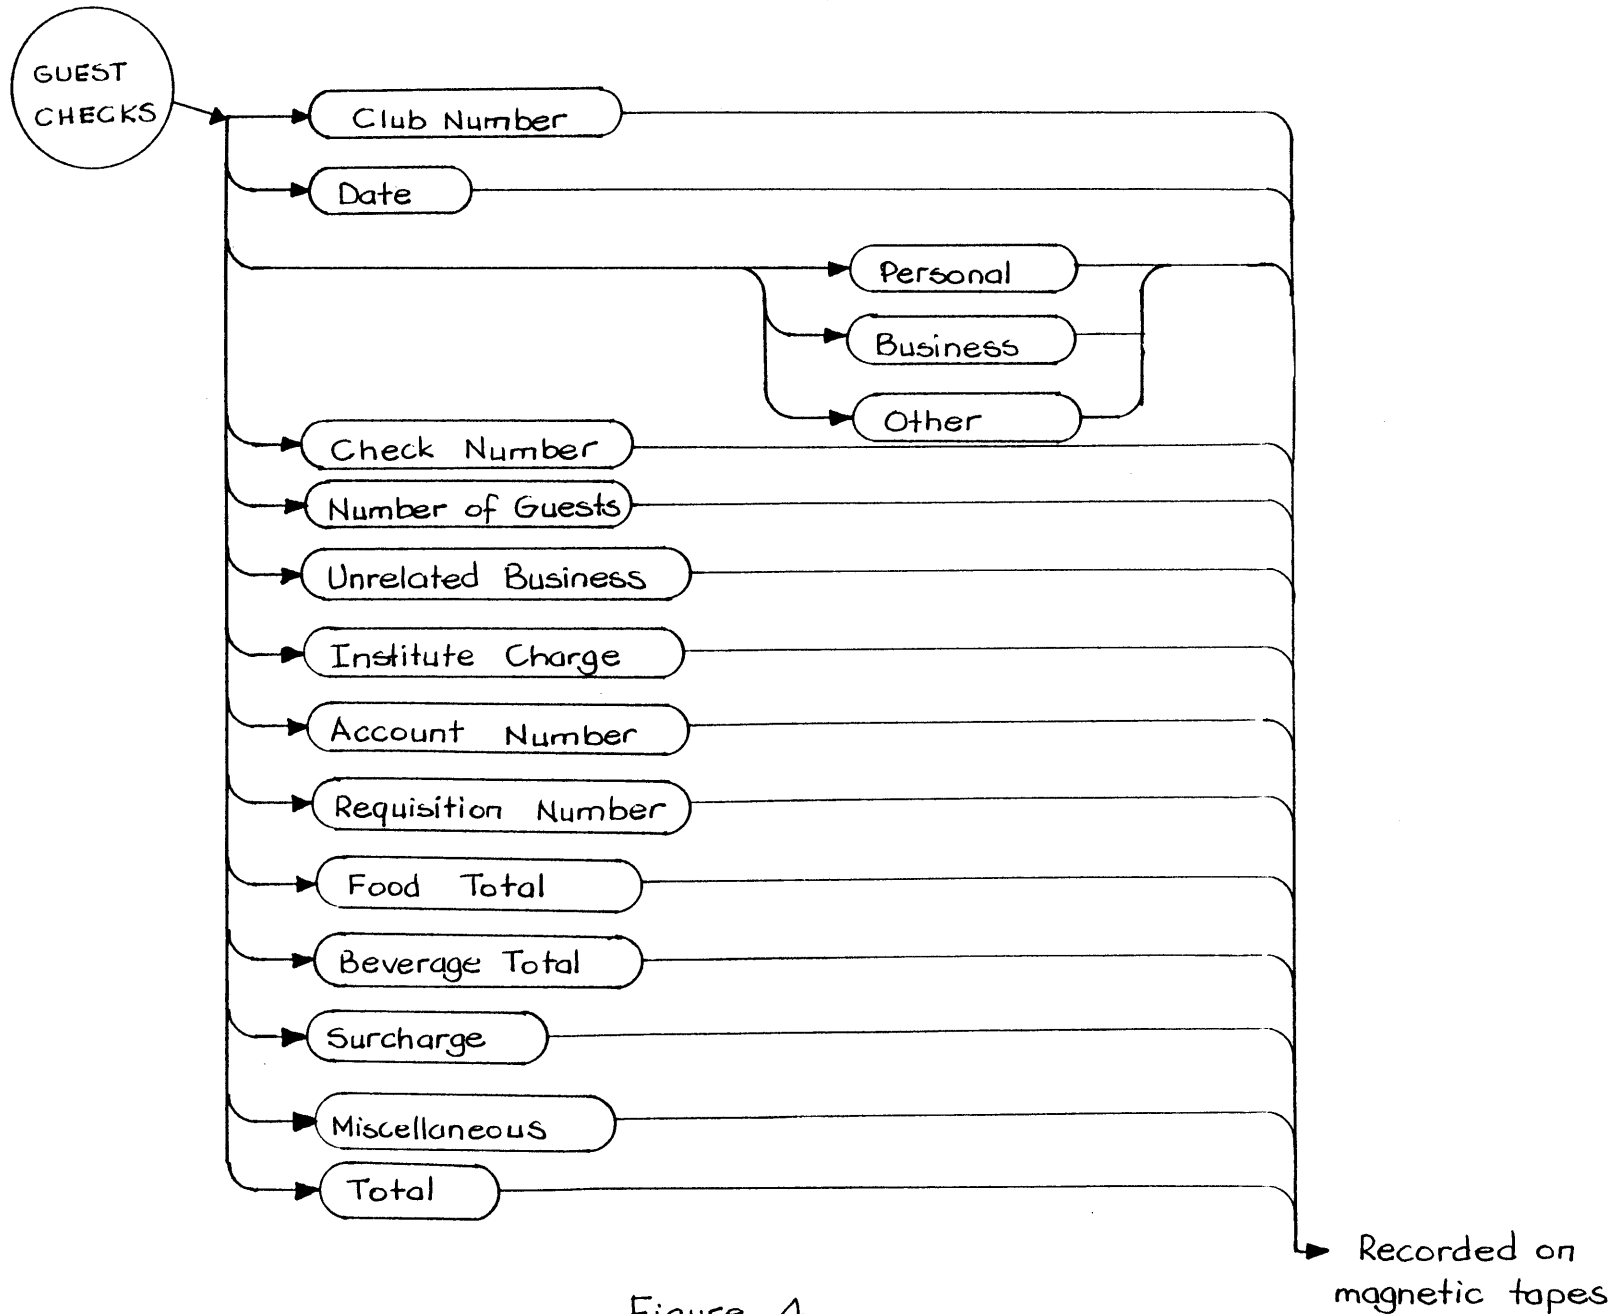 GUEST
CHECKS
Club Number
Date
Personal
Business
Other
Check Number
Number of Guests
Unrelated Business
Institute Charge
Account Number
Requisition Number
Food Total
Beverage Total
Surcharge
Miscellaneous
Total
Recorded on
magnetic tapes
Figure